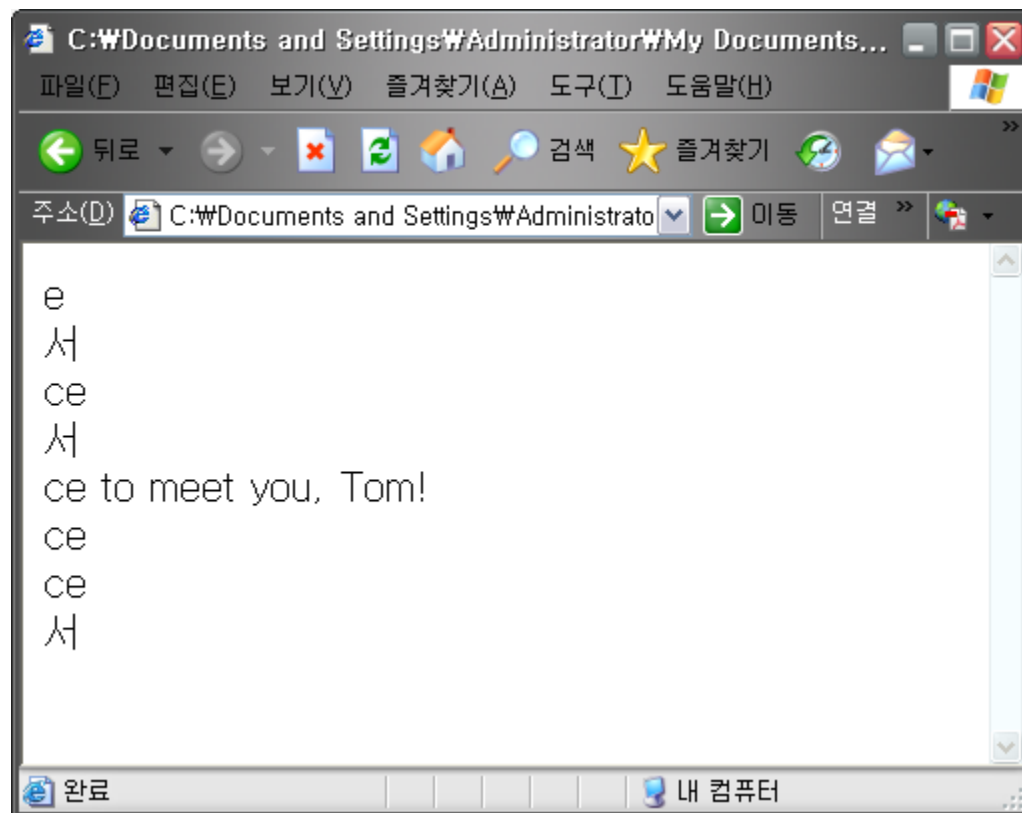 C:₩Documents and Settings₩Administrator₩My Documents...
파일(F) 편집(E) 보기(V) 즐겨찾기(A) 도구(T) 도움말(H)
뒤로 검색 즐겨찾기 »
주소(D) C:₩Documents and Settings₩Administrato 이동 연결 »
e
서
ce
서
ce to meet you, Tom!
ce
ce
서
완료 내 컴퓨터